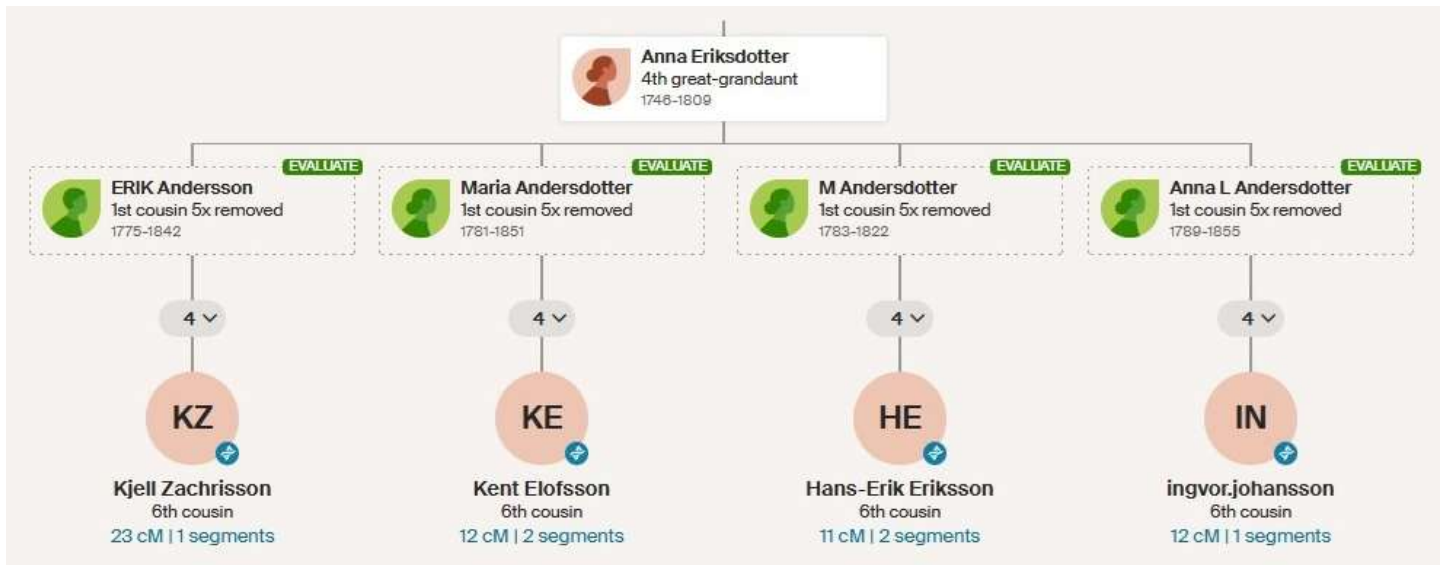 Anna Eriksdotter
4th great-grandaunt
1746-1809
EVALUATE
ERIK Andersson
1st cousin 5x removed
1775-1842
4
KZ
Kjell Zachrisson
6th cousin
23 cM | 1 segments
EVALUATE
Maria Andersdotter
1st cousin 5x removed
1781-1851
4
KE
Kent Elofsson
6th cousin
12 cM | 2 segments
EVALUATE
M Andersdotter
1st cousin 5x removed
1783-1822
4
HE
Hans-Erik Eriksson
6th cousin
11 cM | 2 segments
EVALUATE
Anna L Andersdotter
1st cousin 5x removed
1789-1855
4
IN
ingvor.johansson
6th cousin
12 cM | 1 segments